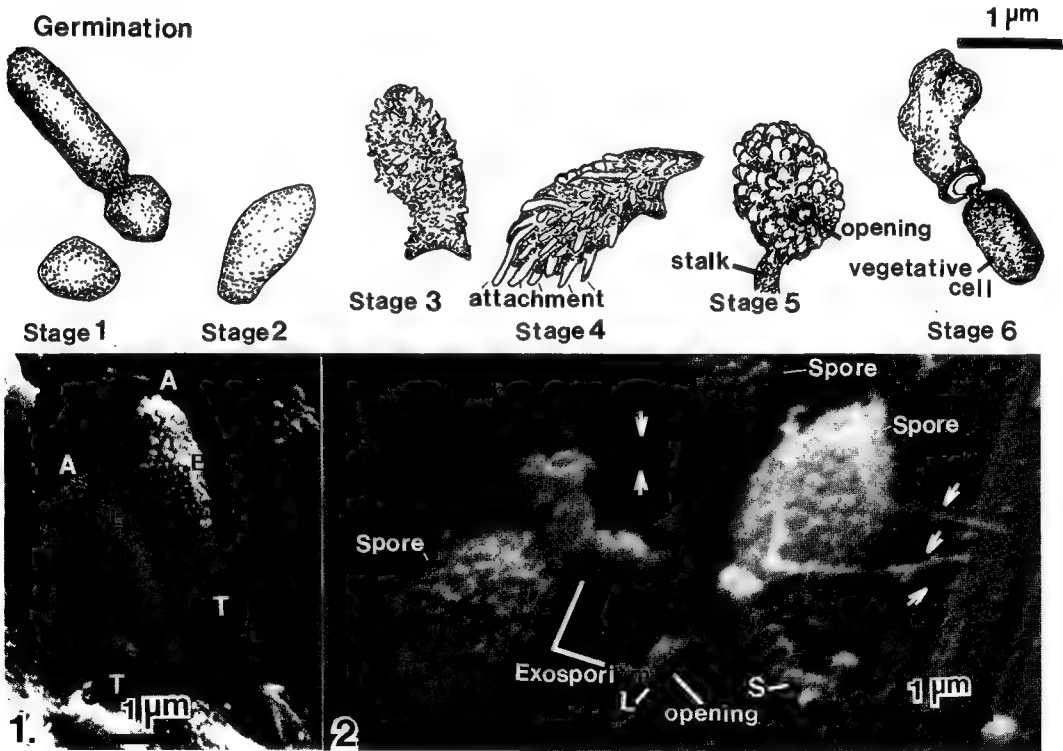 Germination
1 µm
opening
stalk
vegetative
cell
attachment
Stage 1
Stage 2
Stage 3
Stage 4
Stage 5
Stage 6
A
A
E
T
T
1 µm
1.
Spore
Spore
Spore
Exospori
L
opening
S
1 µm
2